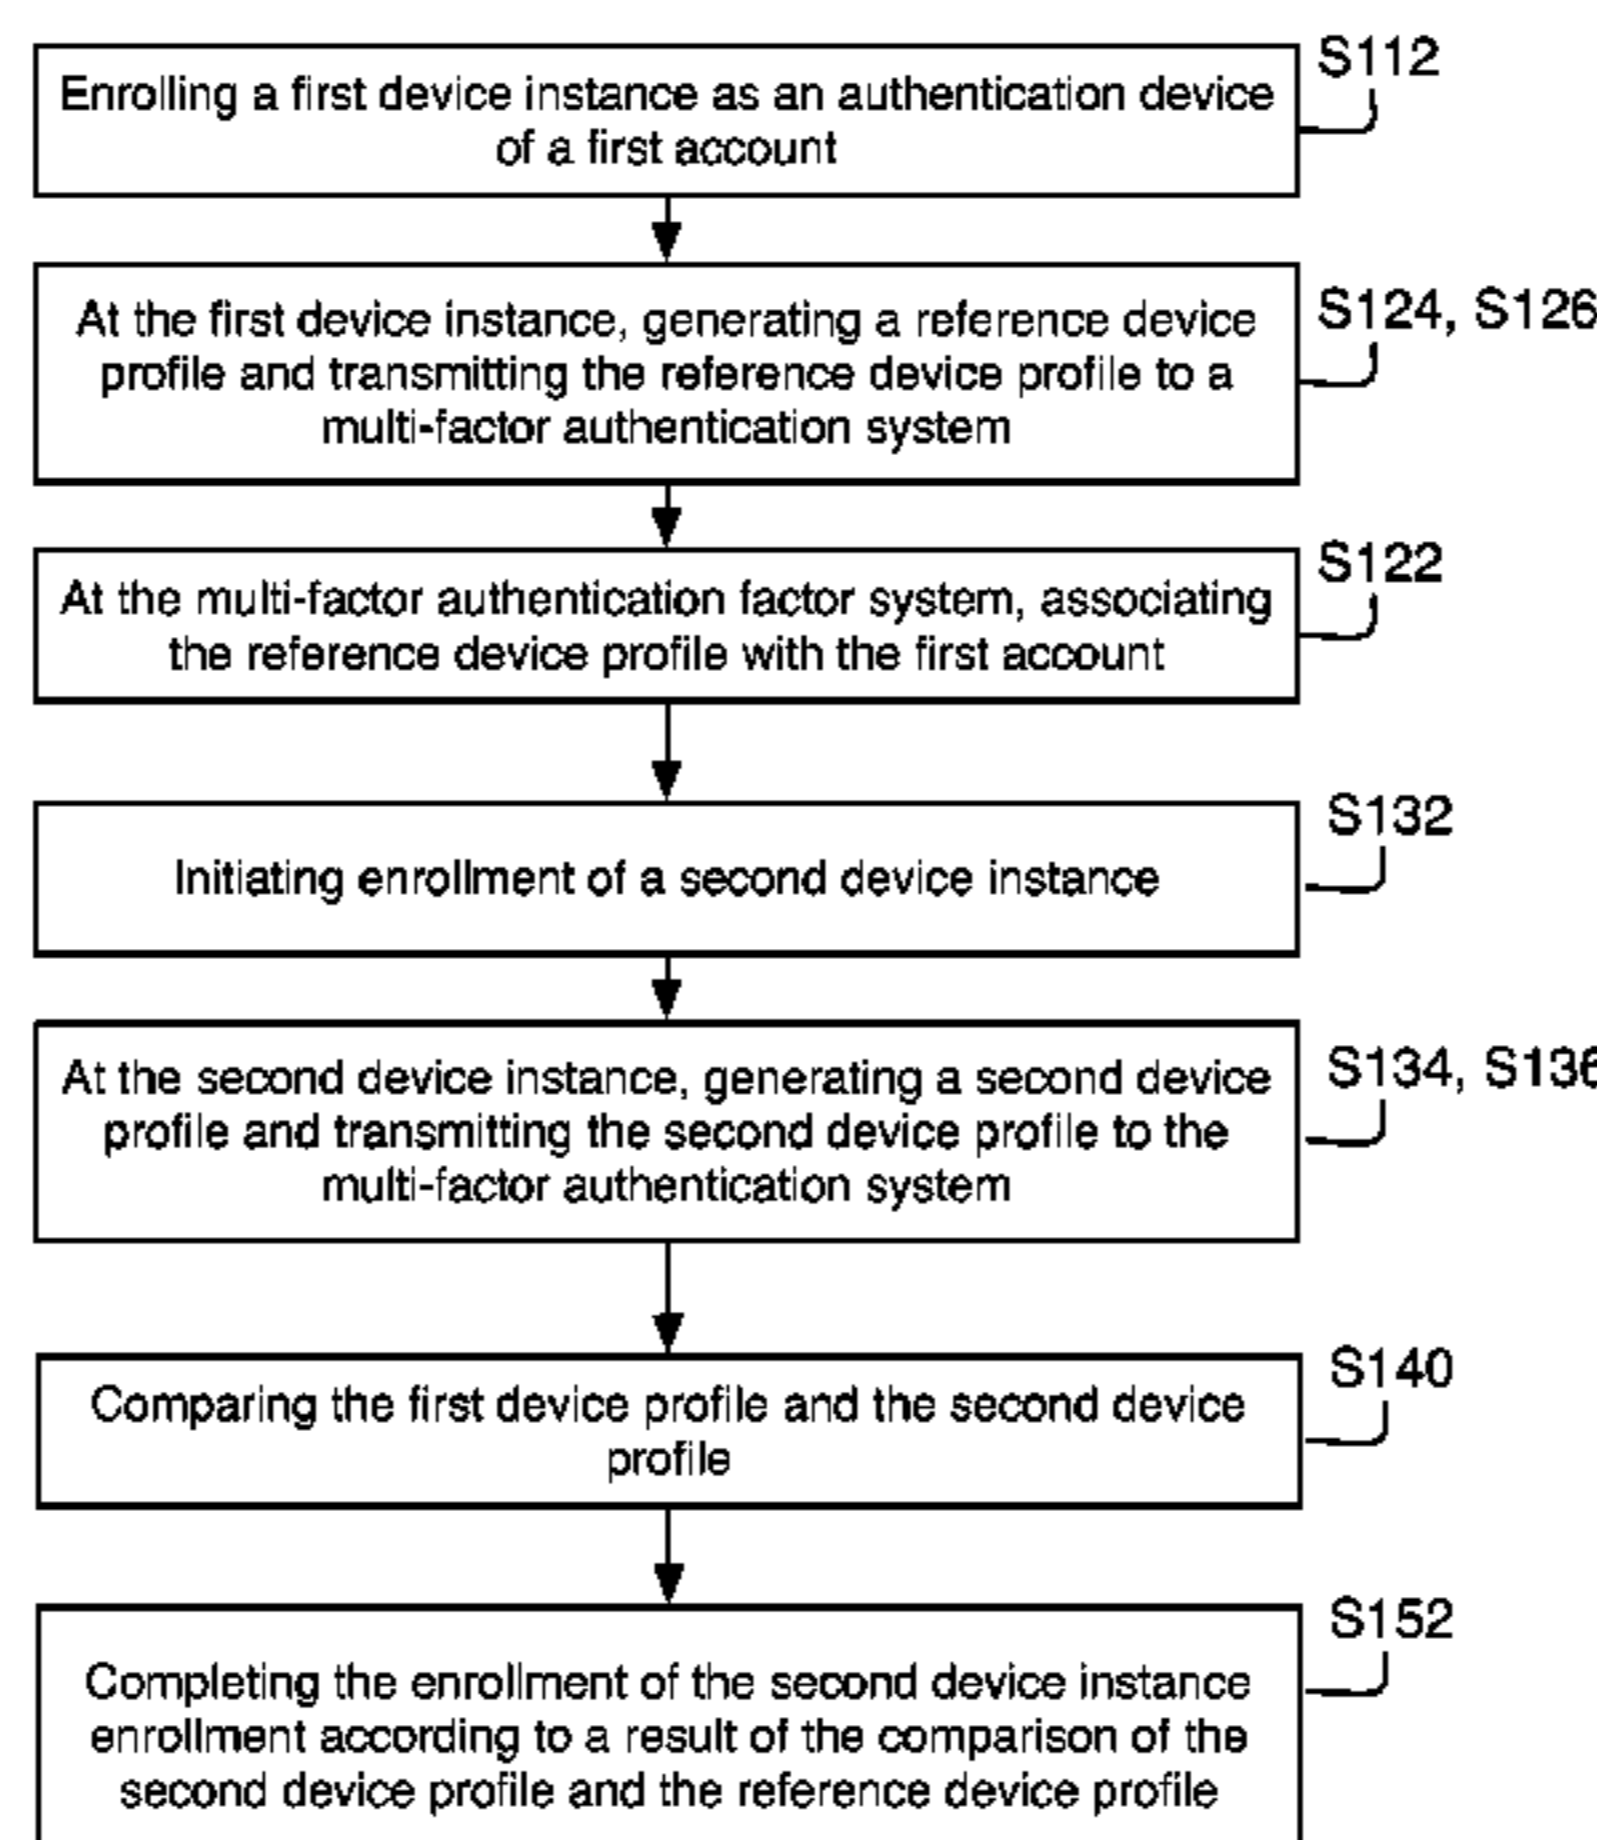 S112
Enrolling a first device instance as an authentication device
of a first account
S124, S126
At the first device instance, generating a reference device
profile and transmitting the reference device profile to a
multi-factor authentication system
S122
At the multi-factor authentication factor system, associating
the reference device profile with the first account
S132
Initiating enrollment of a second device instance
S134, S136
At the second device instance, generating a second device
profile and transmitting the second device profile to the
multi-factor authentication system
S140
Comparing the first device profile and the second device
profile
S152
Completing the enrollment of the second device instance
enrollment according to a result of the comparison of the
second device profile and the reference device profile